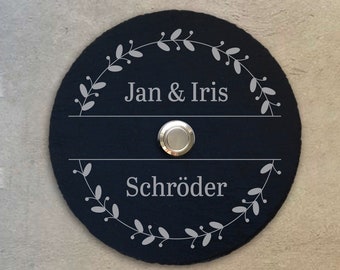 Jan & Iris
Schröder